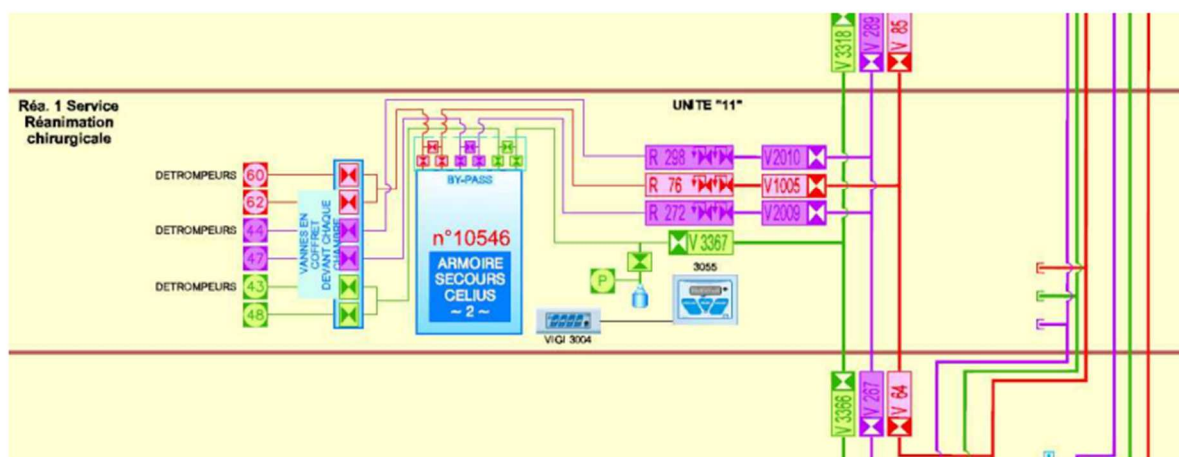 V 3318
V 289
V 85
Réa. 1 Service
Réanimation
chirurgicale
UNITE "11"
DETROMPEURS
60
62
DETROMPEURS
44
47
DETROMPEURS
43
48
VANNES EN
COFFRET
DEVANT CHAQUE
CHAMBRE
BY-PASS
n°10546
ARMOIRE
SECOURS
CELIUS
~ 2 ~
R 298
V2010
R 76
V1005
R 272
V2009
V 3367
P
3055
VIGI 3004
V 3366
V 267
V 64